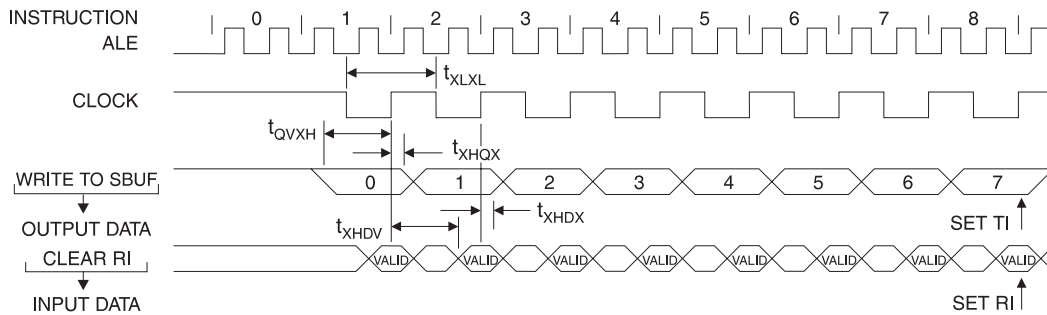 INSTRUCTION 0 1 2 3 4 5 6 7 8
ALE
tXLXL
CLOCK
tQVXH
tXHQX
WRITE TO SBUF 0 1 2 3 4 5 6 7
tXHDX
OUTPUT DATA SET TI
tXHDV
CLEAR RI VALID VALID VALID VALID VALID VALID VALID VALID
INPUT DATA SET RI